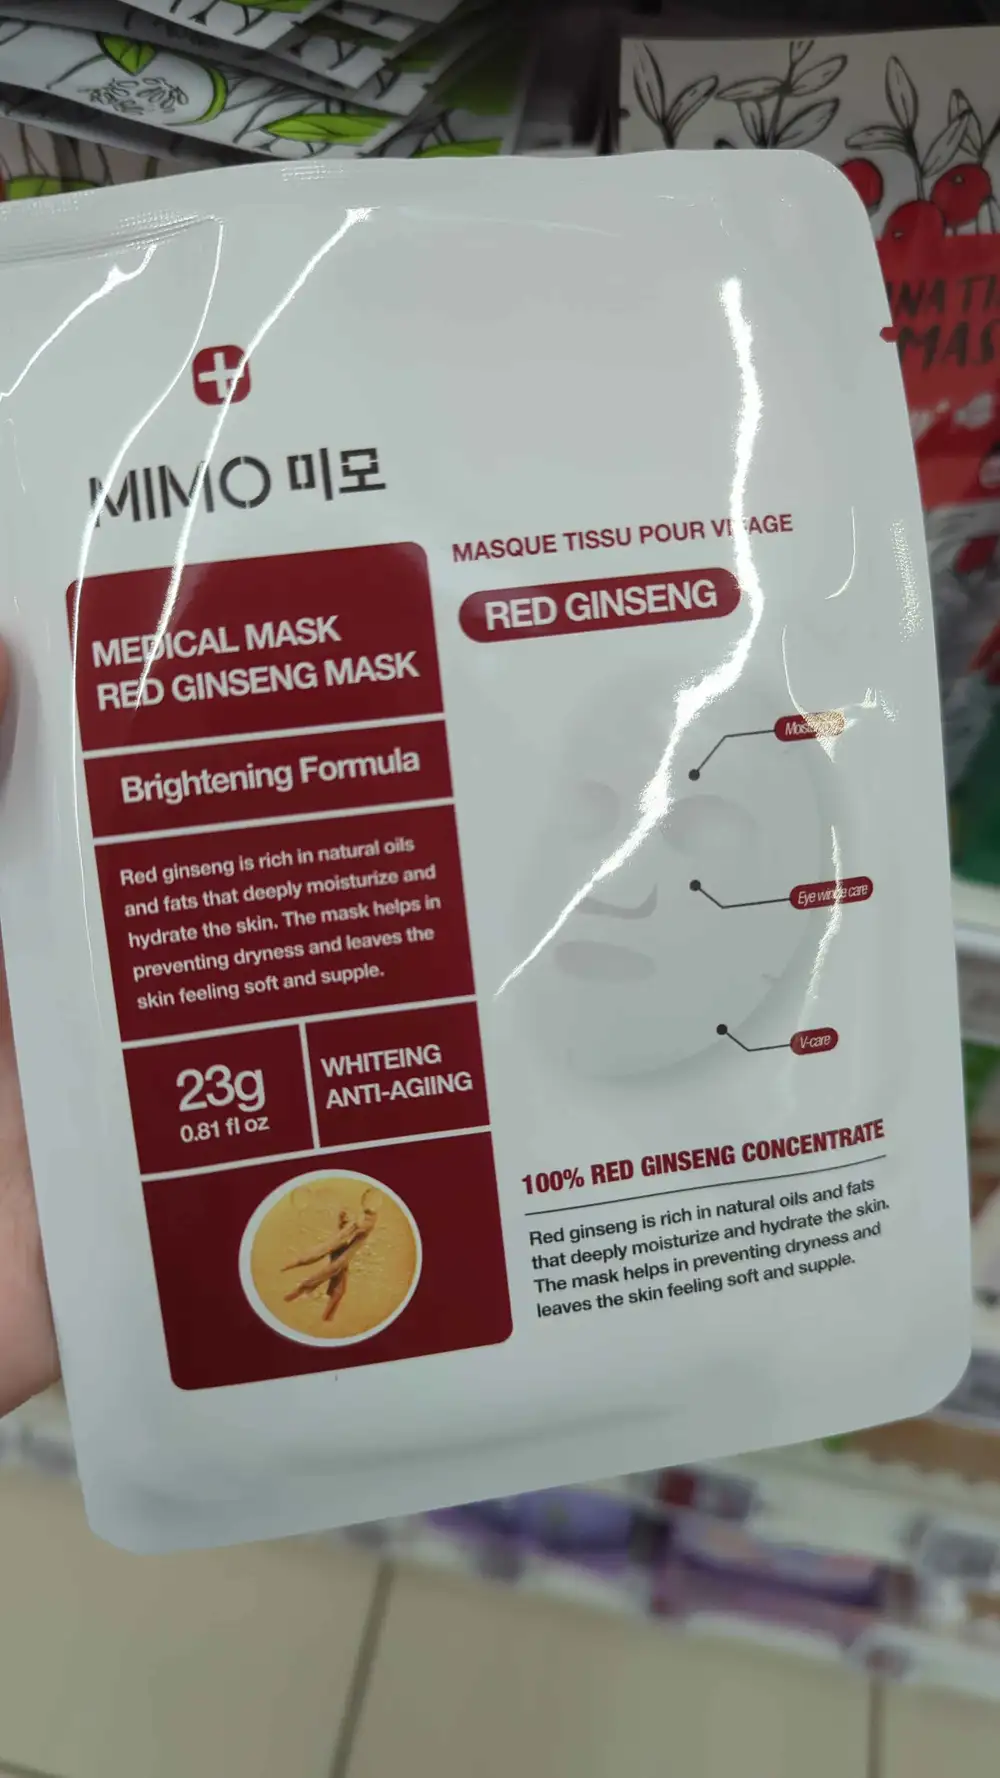 MIMO 미모
MASQUE TISSU POUR VISAGE
RED GINSENG
MEDICAL MASK
RED GINSENG MASK
Brightening Formula
Red ginseng is rich in natural oils
and fats that deeply moisturize and
hydrate the skin. The mask helps in
preventing dryness and leaves the
skin feeling soft and supple.
23g
0.81 fl oz
WHITEING
ANTI-AGIING
Eye winde care
V-care
100% RED GINSENG CONCENTRATE
Red ginseng is rich in natural oils and fats
that deeply moisturize and hydrate the skin.
The mask helps in preventing dryness and
leaves the skin feeling soft and supple.